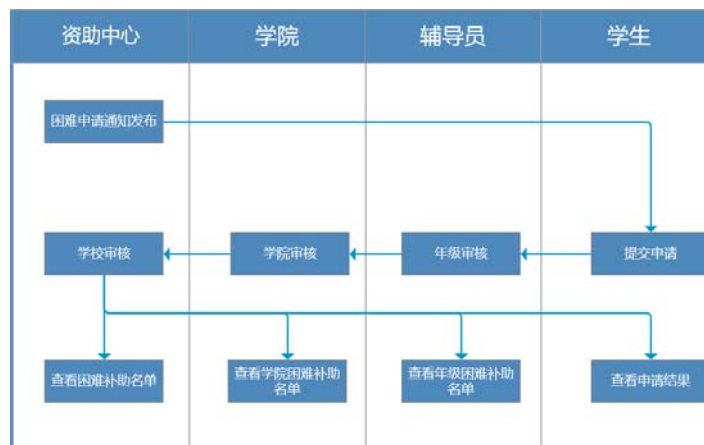 资助中心
学院
辅导员
学生
困难申请通知发布
学校审核
学院审核
年级审核
提交申请
查看困难补助名单
查看学院困难补助
名单
查看年级困难补助
名单
查看申请结果